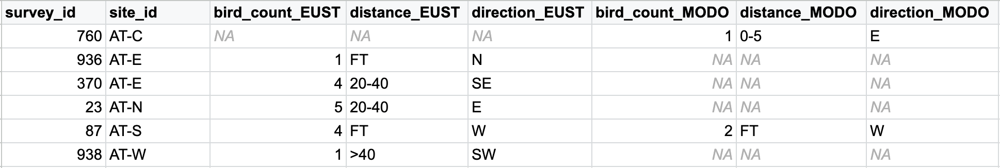 survey_id site_id bird_count_EUST distance_EUST direction_EUST bird_count_MODO distance_MODO direction_MODO
760 AT-C NA NA NA 1 0-5 E
936 AT-E 1 FT N NA NA NA
370 AT-E 4 20-40 SE NA NA NA
23 AT-N 5 20-40 E NA NA NA
87 AT-S 4 FT W 2 FT W
938 AT-W 1 >40 SW NA NA NA